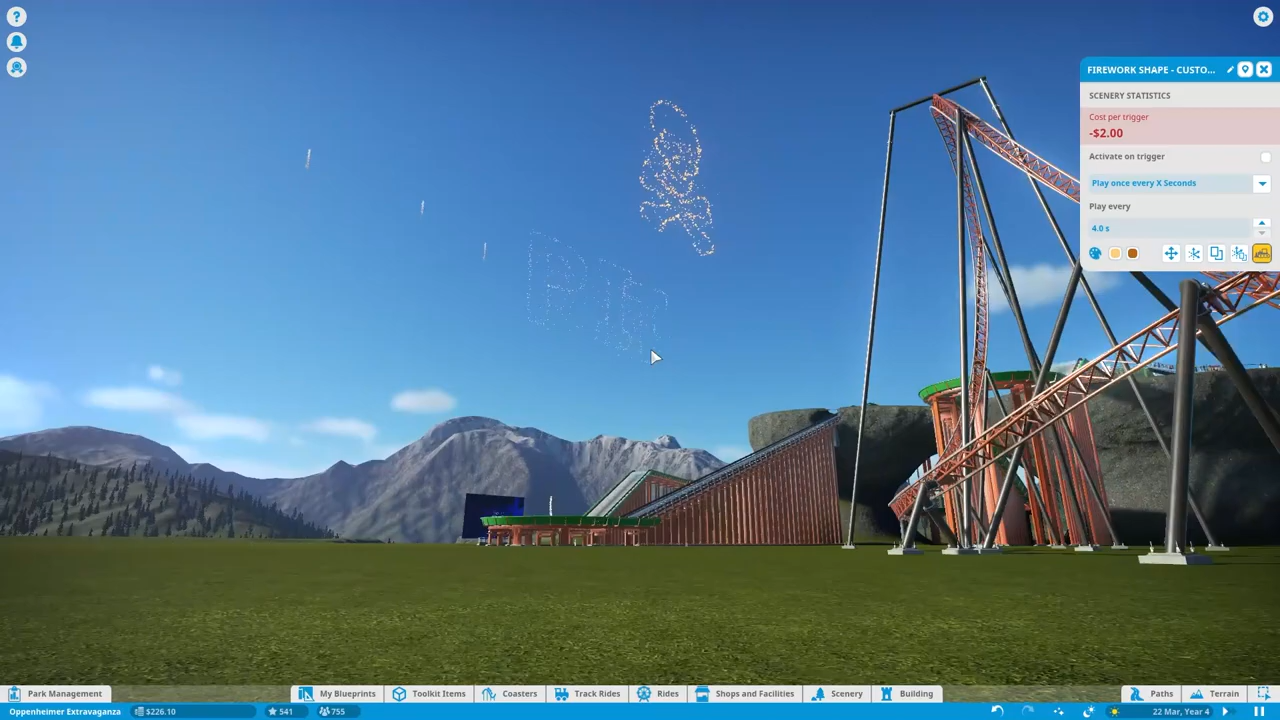 FIREWORK SHAPE - CUSTO...
SCENERY STATISTICS
Cost per trigger
-$2.00
Activate on trigger
Play once every X Seconds
Play every
4.0 s
Park Management
My Blueprints
Toolkit Items
Coasters
Track Rides
Rides
Shops and Facilities
Scenery
Building
Paths
Terrain
Oppenheimer Extravaganza
$226.10
541
755
22 Mar, Year 4